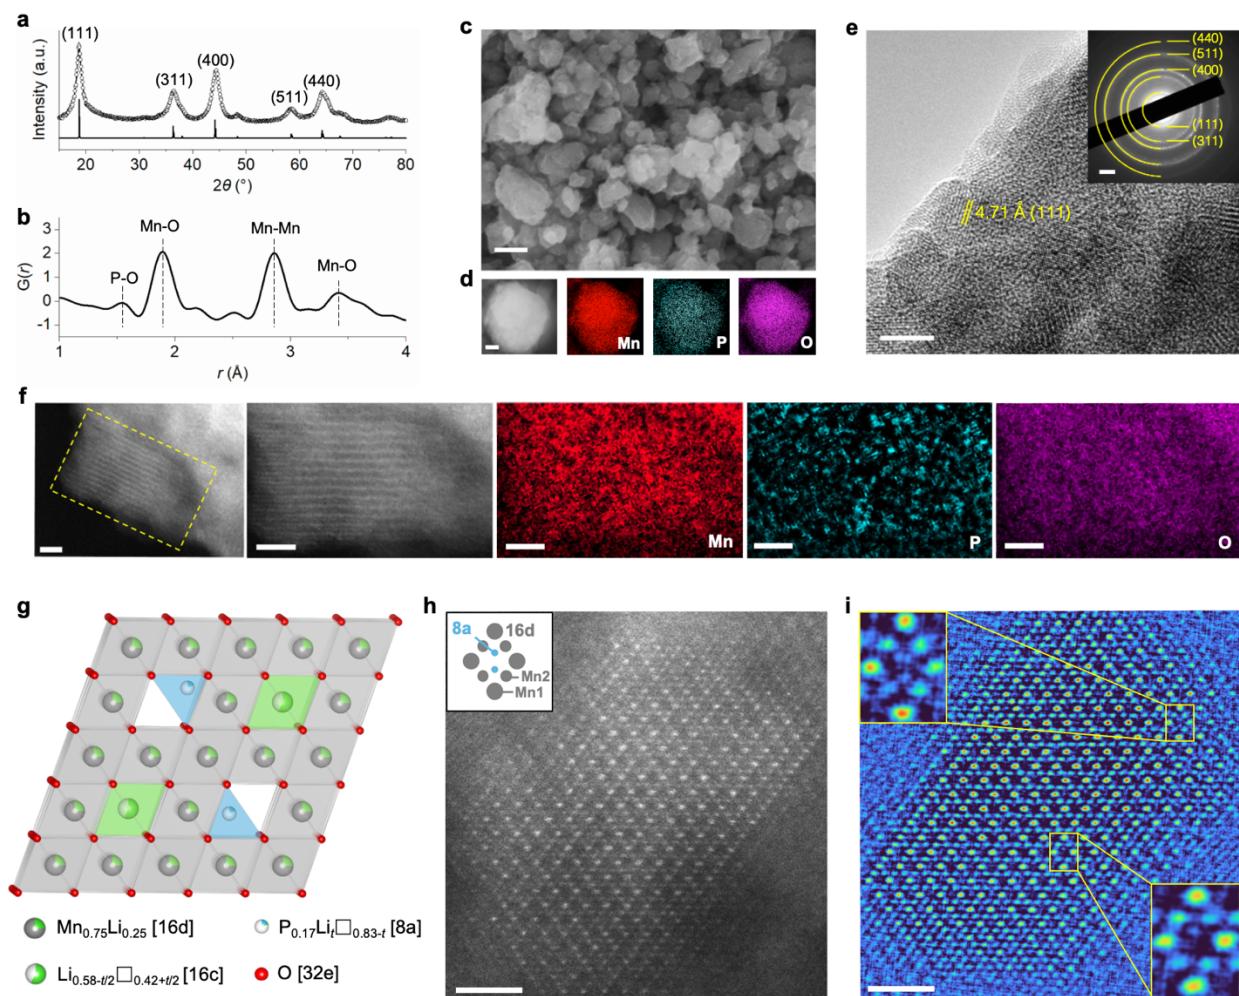 a
(111)
(311)
(400)
(511)
(440)
Intensity (a.u.)
20 30 40 50 60 70 80
2θ (°)
b
3
2
1
0
-1
G(r)
P-O
Mn-O
Mn-Mn
Mn-O
1 2 3 4
r (Å)
c
d
Mn
P
O
e
(440)
(511)
(400)
(111)
(311)
4.71 Å (111)
f
Mn
P
O
g
Mn0.75Li0.25 [16d]
P0.17Lit□0.83-t [8a]
Li0.58-t/2□0.42+t/2 [16c]
O [32e]
h
8a
16d
Mn2
Mn1
i